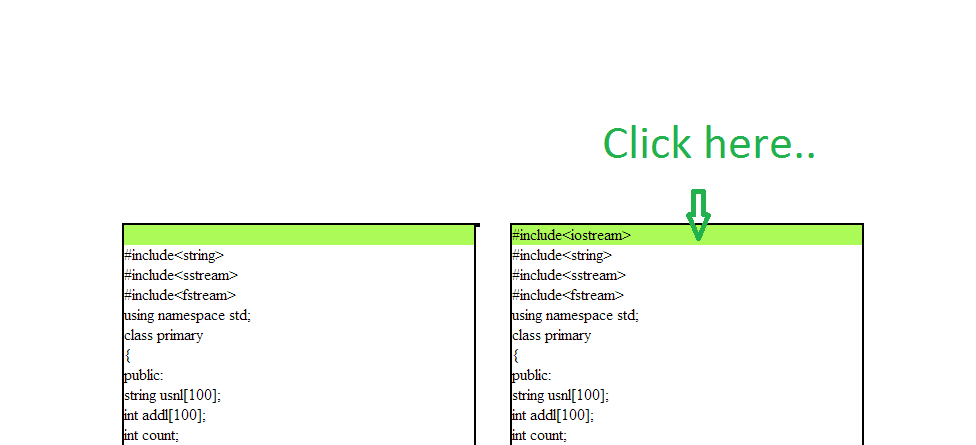 Click here..
#include<string>
#include<sstream>
#include<fstream>
using namespace std;
class primary
{
public:
string usnl[100];
int addl[100];
int count;
#include<iostream>
#include<string>
#include<sstream>
#include<fstream>
using namespace std;
class primary
{
public:
string usnl[100];
int addl[100];
int count;